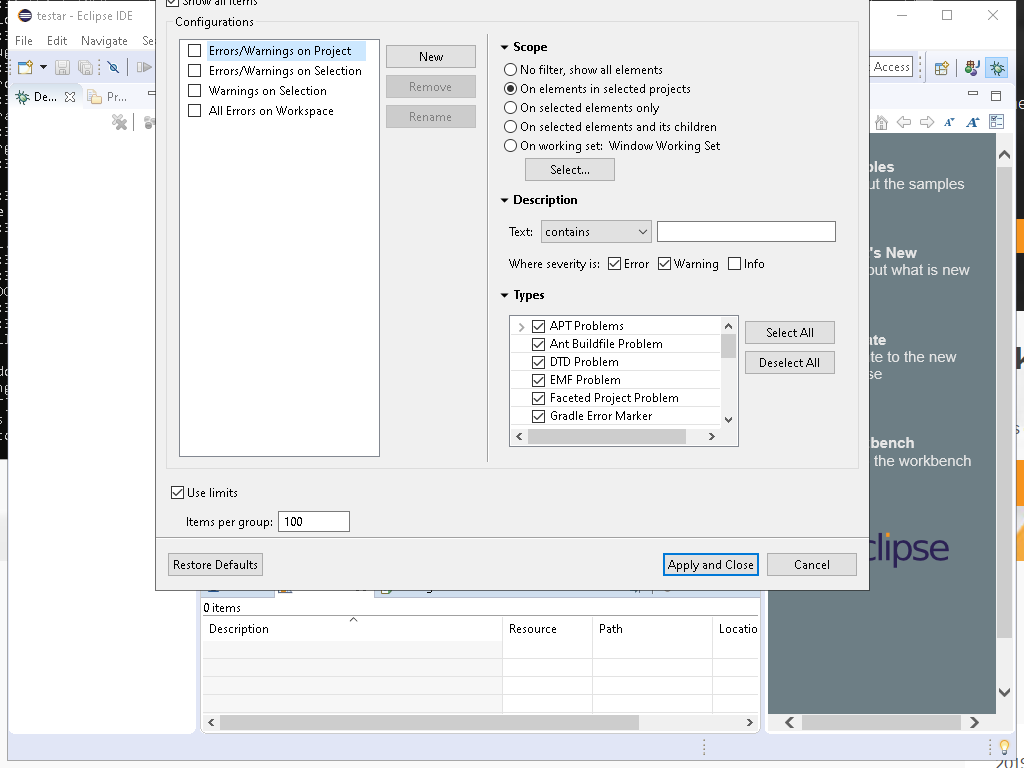 Show all items
testar - Eclipse IDE
File Edit Navigate Se
Access
De...
Pr...
Configurations
Errors/Warnings on Project
Errors/Warnings on Selection
Warnings on Selection
All Errors on Workspace
New
Remove
Rename
Scope
No filter, show all elements
On elements in selected projects
On selected elements only
On selected elements and its children
On working set: Window Working Set
Select...
Description
Text: contains
Where severity is: Error Warning Info
Types
APT Problems
Ant Buildfile Problem
DTD Problem
EMF Problem
Faceted Project Problem
Gradle Error Marker
Select All
Deselect All
Use limits
Items per group: 100
Restore Defaults
Apply and Close
Cancel
ples
ut the samples
's New
out what is new
ate
te to the new
se
bench
the workbench
clipse
0 items
Description Resource Path Locatio
2019